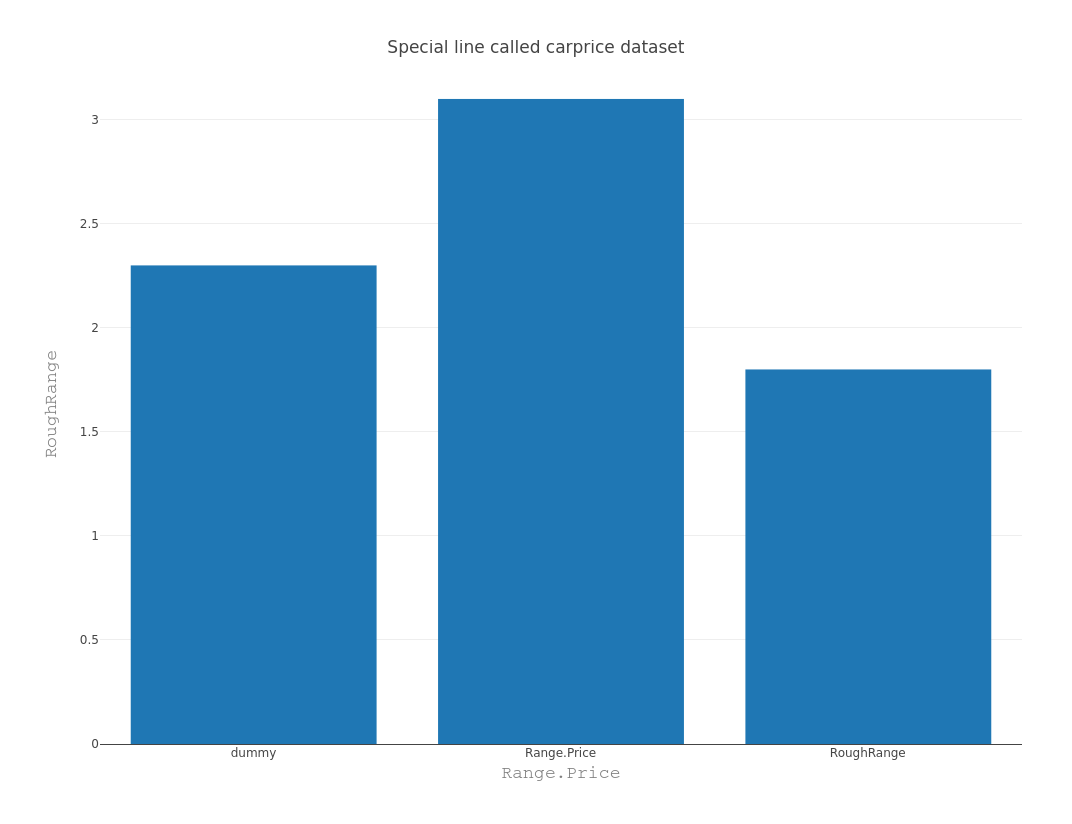 Special line called carprice dataset
3
2.5
2
1.5
1
0.5
0
RoughRange
dummy
Range.Price
RoughRange
Range.Price